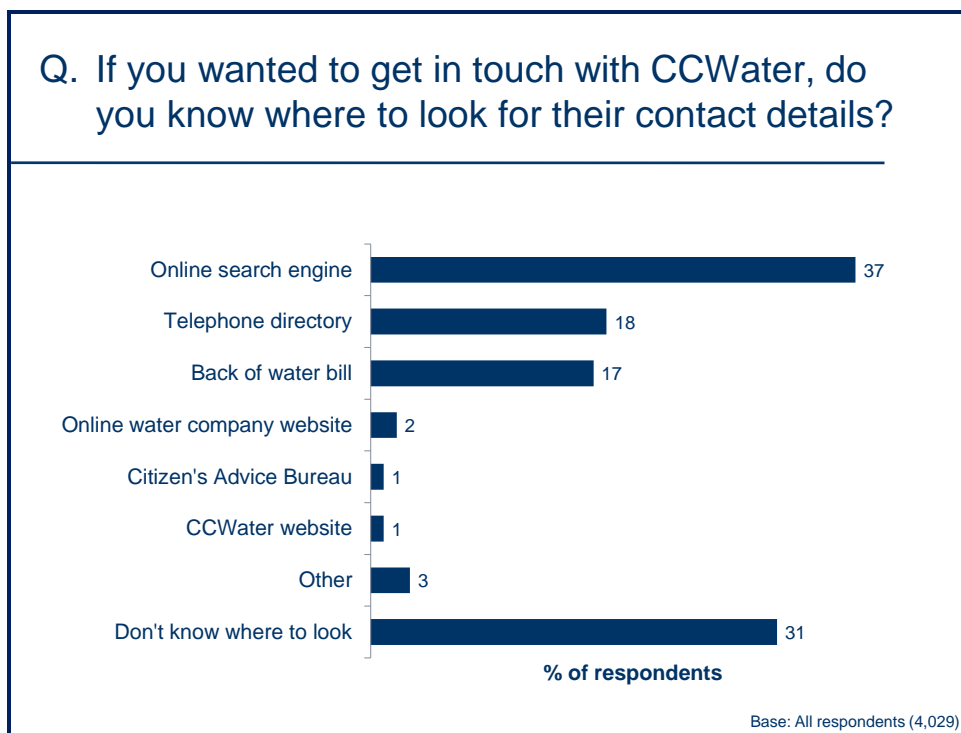 Q. If you wanted to get in touch with CCWater, do
you know where to look for their contact details?
Online search engine 37
Telephone directory 18
Back of water bill 17
Online water company website 2
Citizen's Advice Bureau 1
CCWater website 1
Other 3
Don't know where to look 31
% of respondents
Base: All respondents (4,029)